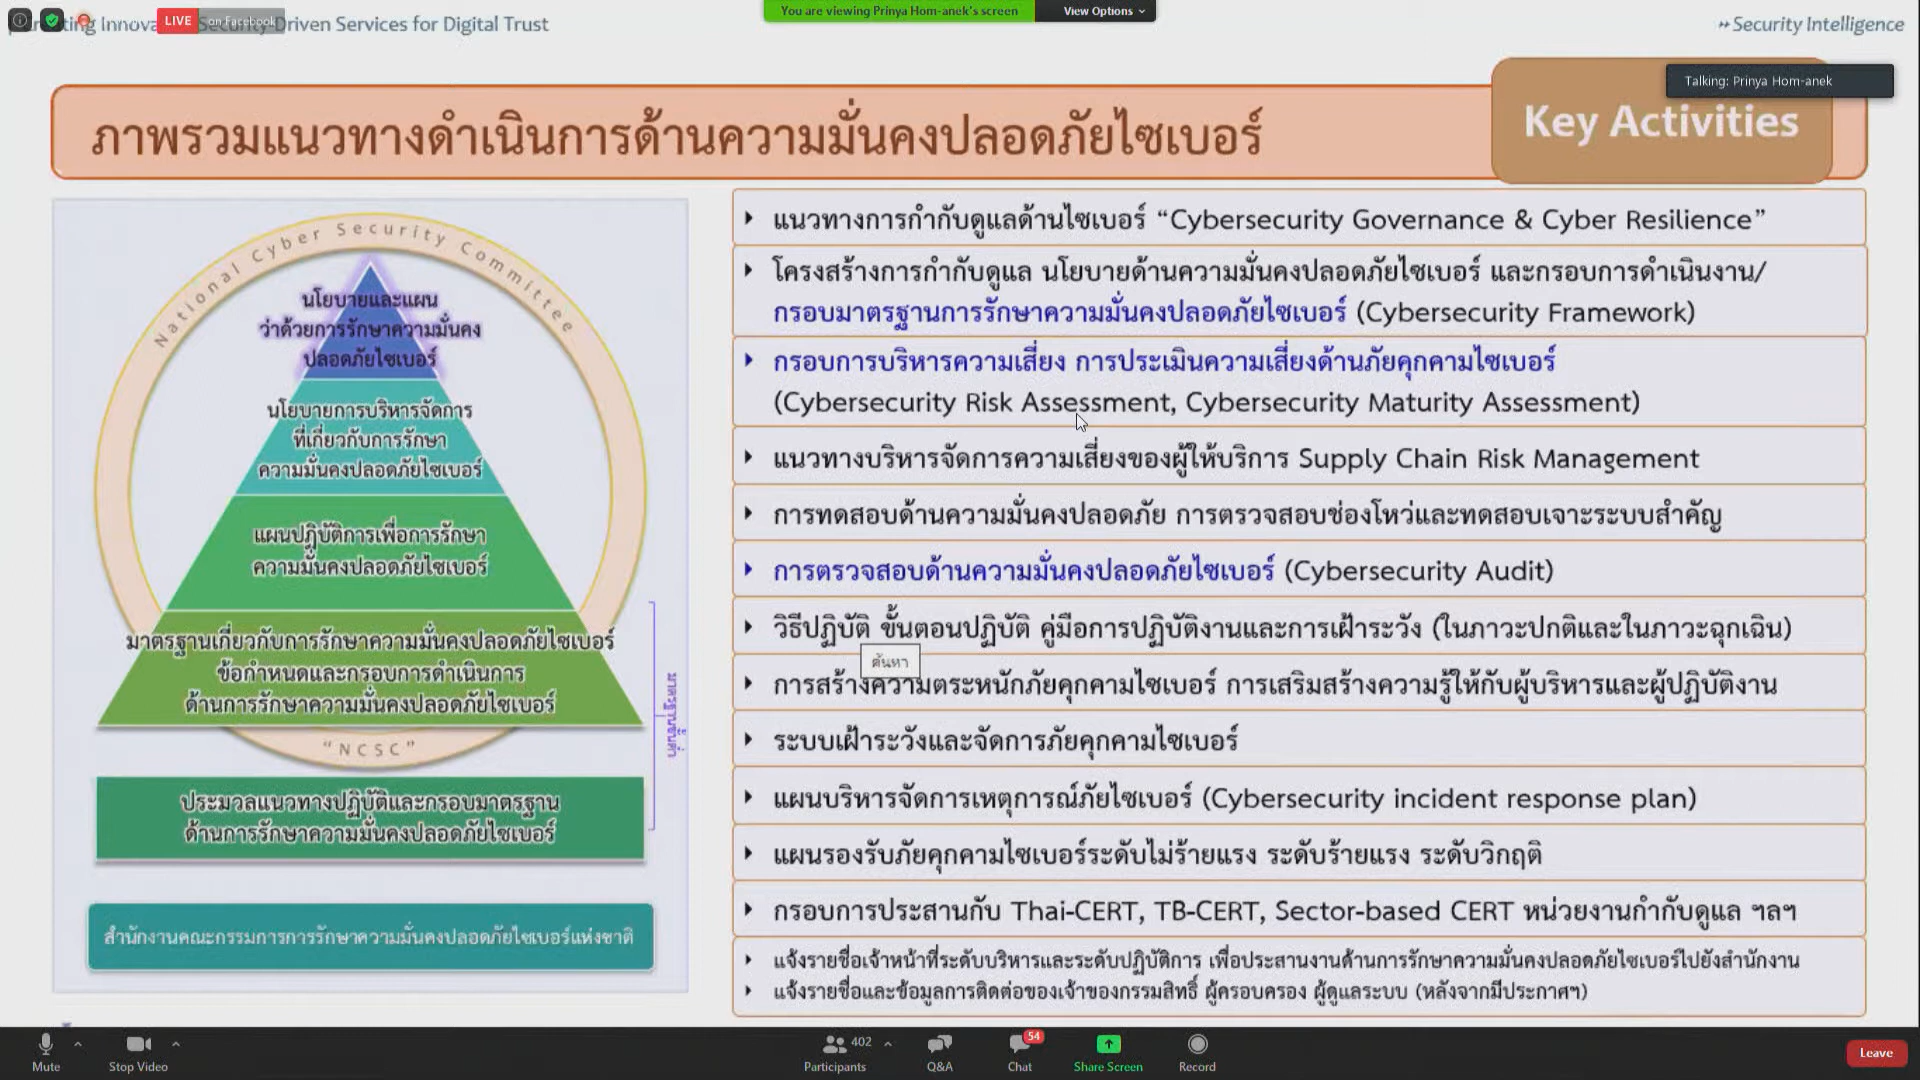 LIVE on Facebook
Security-Driven Services for Digital Trust
You are viewing Prinya Hom-anek's screen
View Options
Security Intelligence
Talking: Prinya Hom-anek
ภาพรวมแนวทางดำเนินการด้านความมั่นคงปลอดภัยไซเบอร์
Key Activities
National Cyber Security Committee
นโยบายและแผน
ว่าด้วยการรักษาความมั่นคง
ปลอดภัยไซเบอร์
นโยบายการบริหารจัดการ
ที่เกี่ยวกับการรักษา
ความมั่นคงปลอดภัยไซเบอร์
แผนปฏิบัติการเพื่อการรักษา
ความมั่นคงปลอดภัยไซเบอร์
มาตรฐานเกี่ยวกับการรักษาความมั่นคงปลอดภัยไซเบอร์
ข้อกำหนดและกรอบการดำเนินการ
ด้านการรักษาความมั่นคงปลอดภัยไซเบอร์
"NCSC"
มาตรฐานขั้นต่ำ
ประมวลแนวทางปฏิบัติและกรอบมาตรฐาน
ด้านการรักษาความมั่นคงปลอดภัยไซเบอร์
สำนักงานคณะกรรมการการรักษาความมั่นคงปลอดภัยไซเบอร์แห่งชาติ
แนวทางการกำกับดูแลด้านไซเบอร์ “Cybersecurity Governance & Cyber Resilience”
โครงสร้างการกำกับดูแล นโยบายด้านความมั่นคงปลอดภัยไซเบอร์ และกรอบการดำเนินงาน/
กรอบมาตรฐานการรักษาความมั่นคงปลอดภัยไซเบอร์ (Cybersecurity Framework)
กรอบการบริหารความเสี่ยง การประเมินความเสี่ยงด้านภัยคุกคามไซเบอร์
(Cybersecurity Risk Assessment, Cybersecurity Maturity Assessment)
แนวทางบริหารจัดการความเสี่ยงของผู้ให้บริการ Supply Chain Risk Management
การทดสอบด้านความมั่นคงปลอดภัย การตรวจสอบช่องโหว่และทดสอบเจาะระบบสำคัญ
การตรวจสอบด้านความมั่นคงปลอดภัยไซเบอร์ (Cybersecurity Audit)
วิธีปฏิบัติ ขั้นตอนปฏิบัติ คู่มือการปฏิบัติงานและการเฝ้าระวัง (ในภาวะปกติและในภาวะฉุกเฉิน)
ค้นหา
การสร้างความตระหนักภัยคุกคามไซเบอร์ การเสริมสร้างความรู้ให้กับผู้บริหารและผู้ปฏิบัติงาน
ระบบเฝ้าระวังและจัดการภัยคุกคามไซเบอร์
แผนบริหารจัดการเหตุการณ์ภัยไซเบอร์ (Cybersecurity incident response plan)
แผนรองรับภัยคุกคามไซเบอร์ระดับไม่ร้ายแรง ระดับร้ายแรง ระดับวิกฤติ
กรอบการประสานกับ Thai-CERT, TB-CERT, Sector-based CERT หน่วยงานกำกับดูแล ฯลฯ
แจ้งรายชื่อเจ้าหน้าที่ระดับบริหารและระดับปฏิบัติการ เพื่อประสานงานด้านการรักษาความมั่นคงปลอดภัยไซเบอร์ไปยังสำนักงาน
แจ้งรายชื่อและข้อมูลการติดต่อของเจ้าของกรรมสิทธิ์ ผู้ครอบครอง ผู้ดูแลระบบ (หลังจากมีประกาศฯ)
Mute
Stop Video
402
Participants
Q&A
54
Chat
Share Screen
Record
Leave